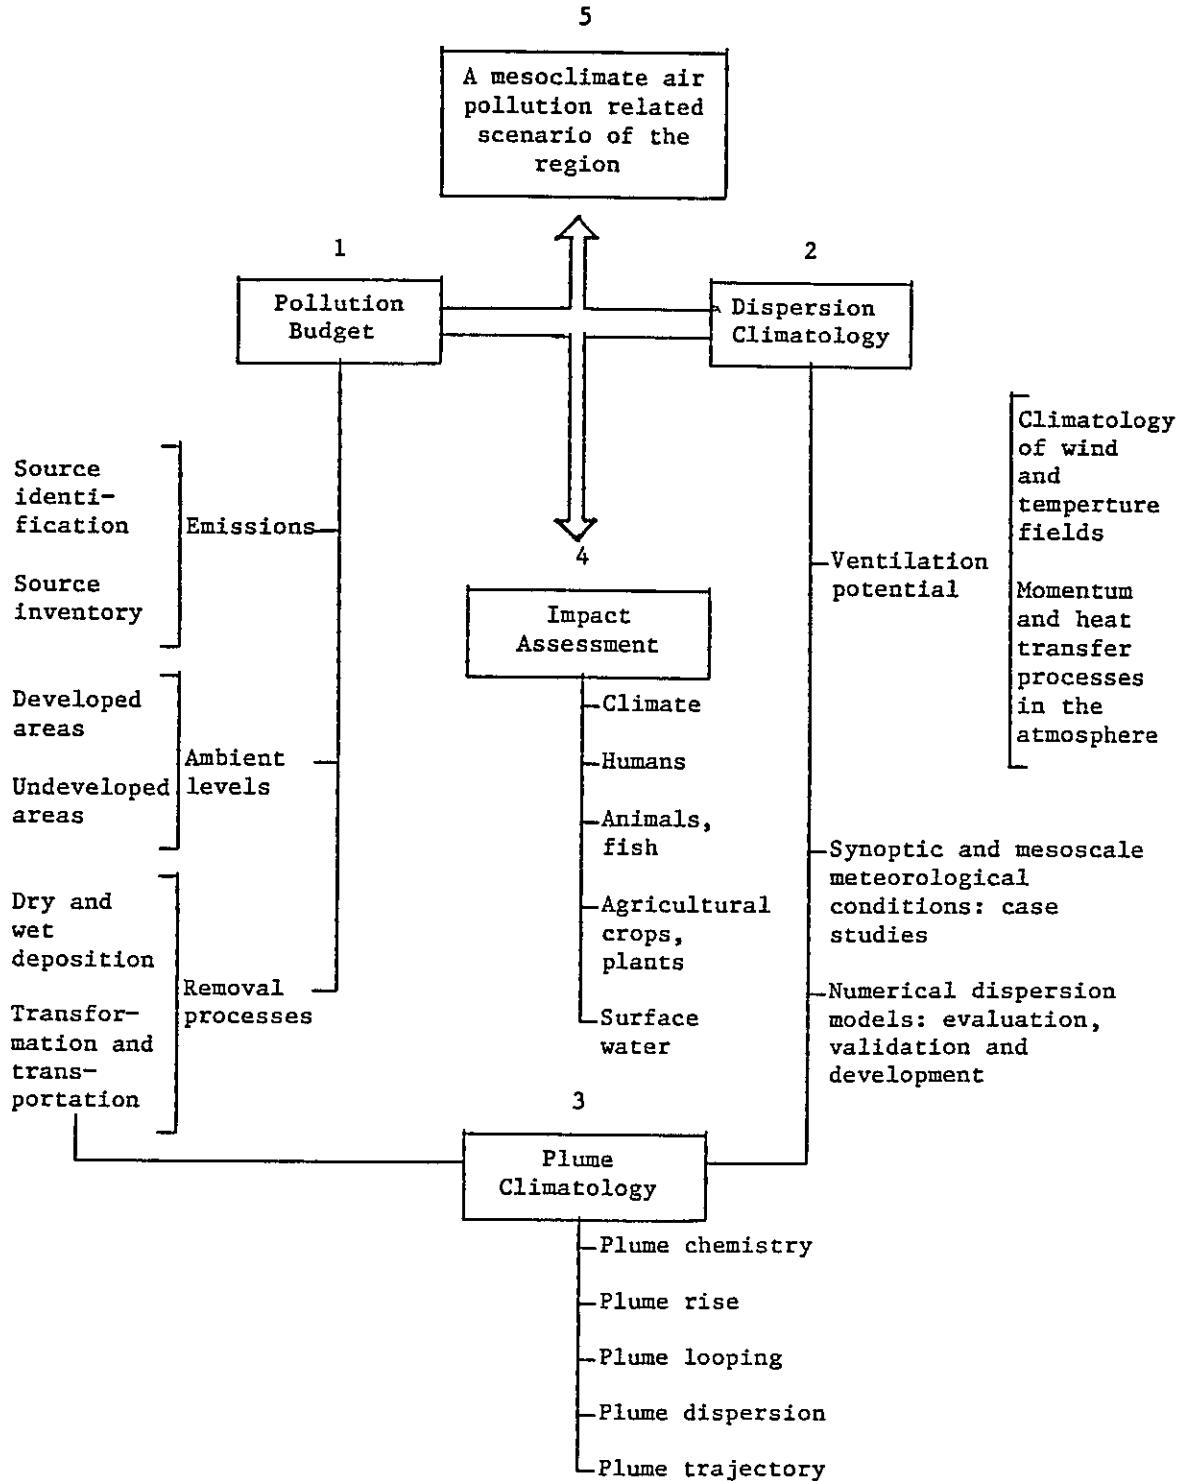 5
A mesoclimate air
pollution related
scenario of the
region
1
Pollution
Budget
2
Dispersion
Climatology
Source
identi-
fication
Source
inventory
Emissions
Developed
areas
Undeveloped
areas
Ambient
levels
Dry and
wet
deposition
Transfor-
mation and
trans-
portation
Removal
processes
4
Impact
Assessment
Climate
Humans
Animals,
fish
Agricultural
crops,
plants
Surface
water
Ventilation
potential
Climatology
of wind
and
temperture
fields
Momentum
and heat
transfer
processes
in the
atmosphere
Synoptic and mesoscale
meteorological
conditions: case
studies
Numerical dispersion
models: evaluation,
validation and
development
3
Plume
Climatology
Plume chemistry
Plume rise
Plume looping
Plume dispersion
Plume trajectory